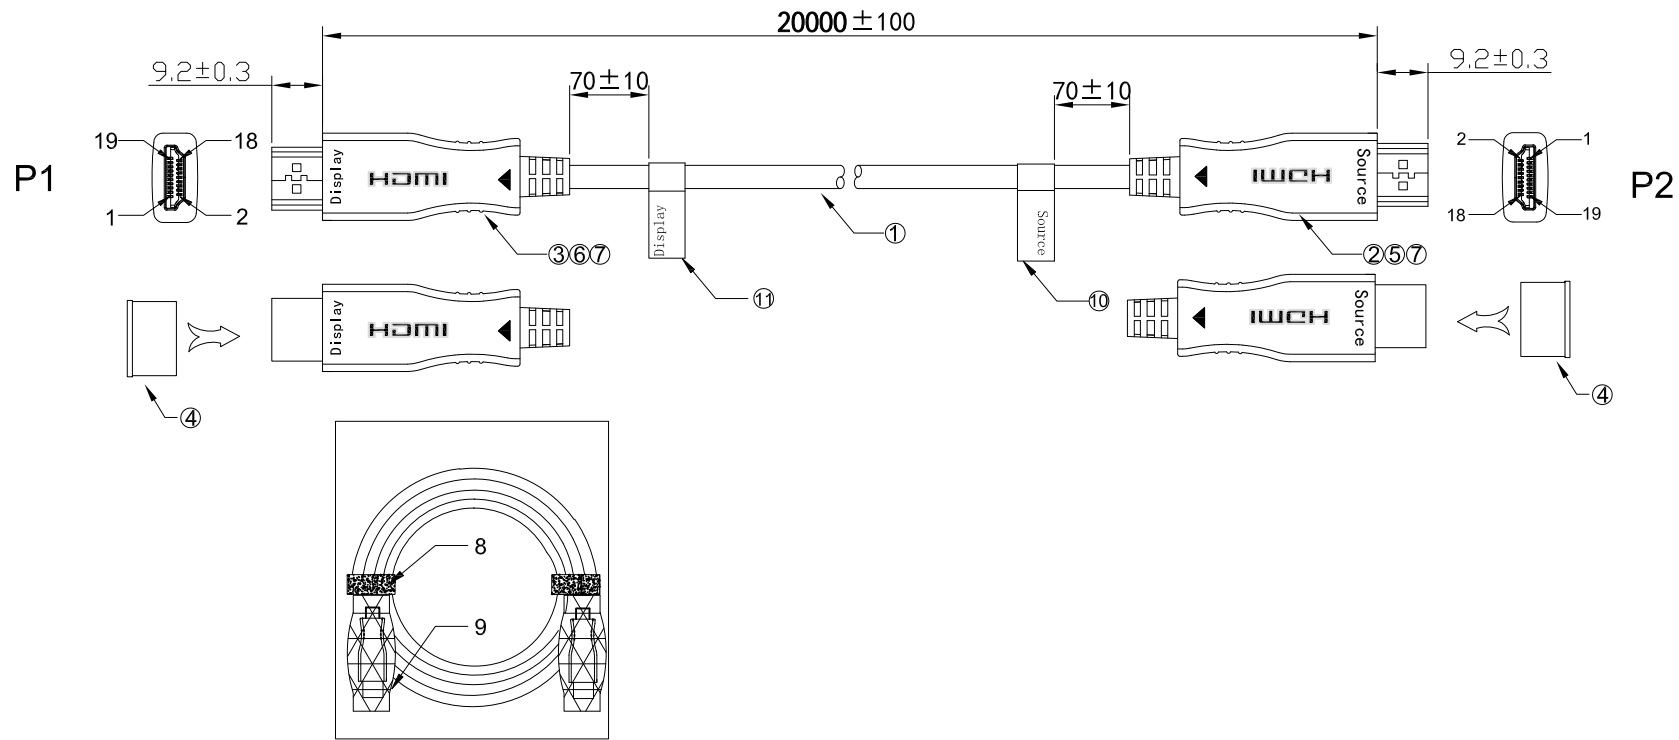 20000±100
9.2±0.3
9.2±0.3
70±10
70±10
19
18
2
1
P1
Display
HDMI
HDMI
Source
P2
1
2
18
19
Display
Source
①
③⑥⑦
②⑤⑦
⑪
⑩
Display
HDMI
HDMI
Source
④
④
8
9